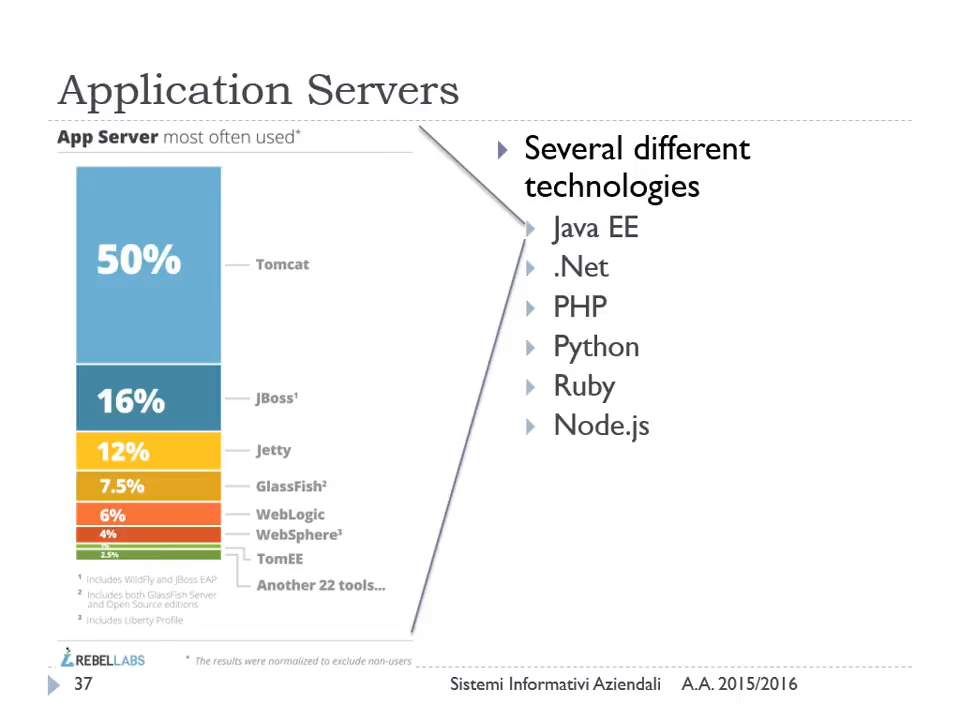 Application Servers
App Server most often used*
50%
Tomcat
16%
JBoss¹
12%
Jetty
7.5%
GlassFish²
6%
WebLogic
4%
WebSphere³
TomEE
2.5%
Another 22 tools...
¹ Includes WildFly and JBoss EAP
² Includes both GlassFish Server
and Open Source editions
³ Includes Liberty Profile
REBELLABS
* The results were normalized to exclude non-users
Several different
technologies
Java EE
.Net
PHP
Python
Ruby
Node.js
37
Sistemi Informativi Aziendali A.A. 2015/2016